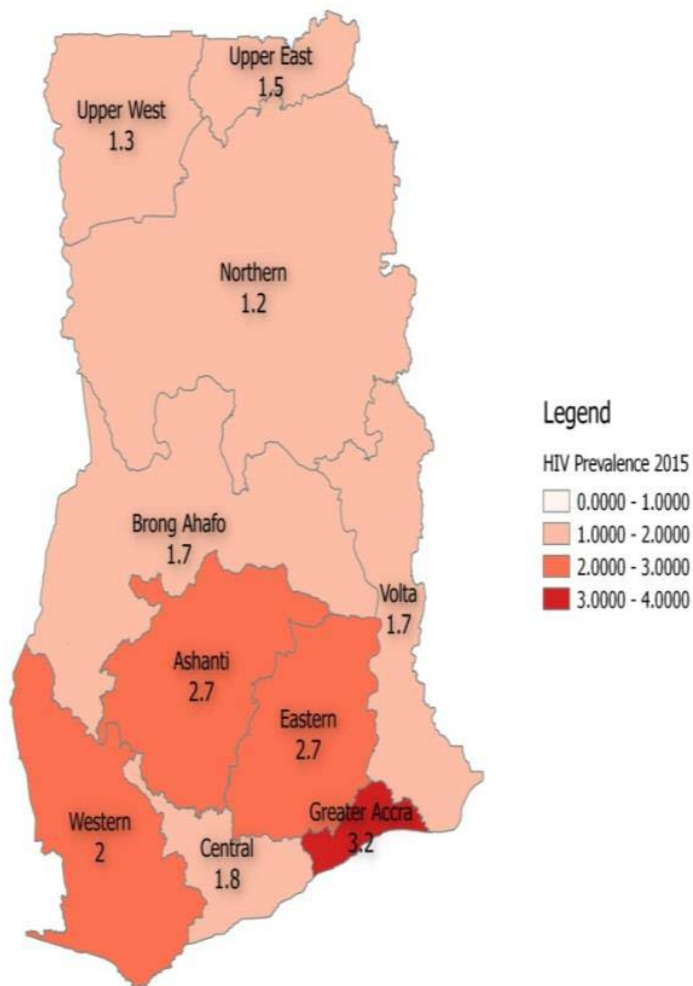 Upper East
1.5
Upper West
1.3
Northern
1.2
Legend
HIV Prevalence 2015
0.0000 - 1.0000
1.0000 - 2.0000
2.0000 - 3.0000
3.0000 - 4.0000
Brong Ahafo
1.7
Volta
1.7
Ashanti
2.7
Eastern
2.7
Western
2
Central
1.8
Greater Accra
3.2